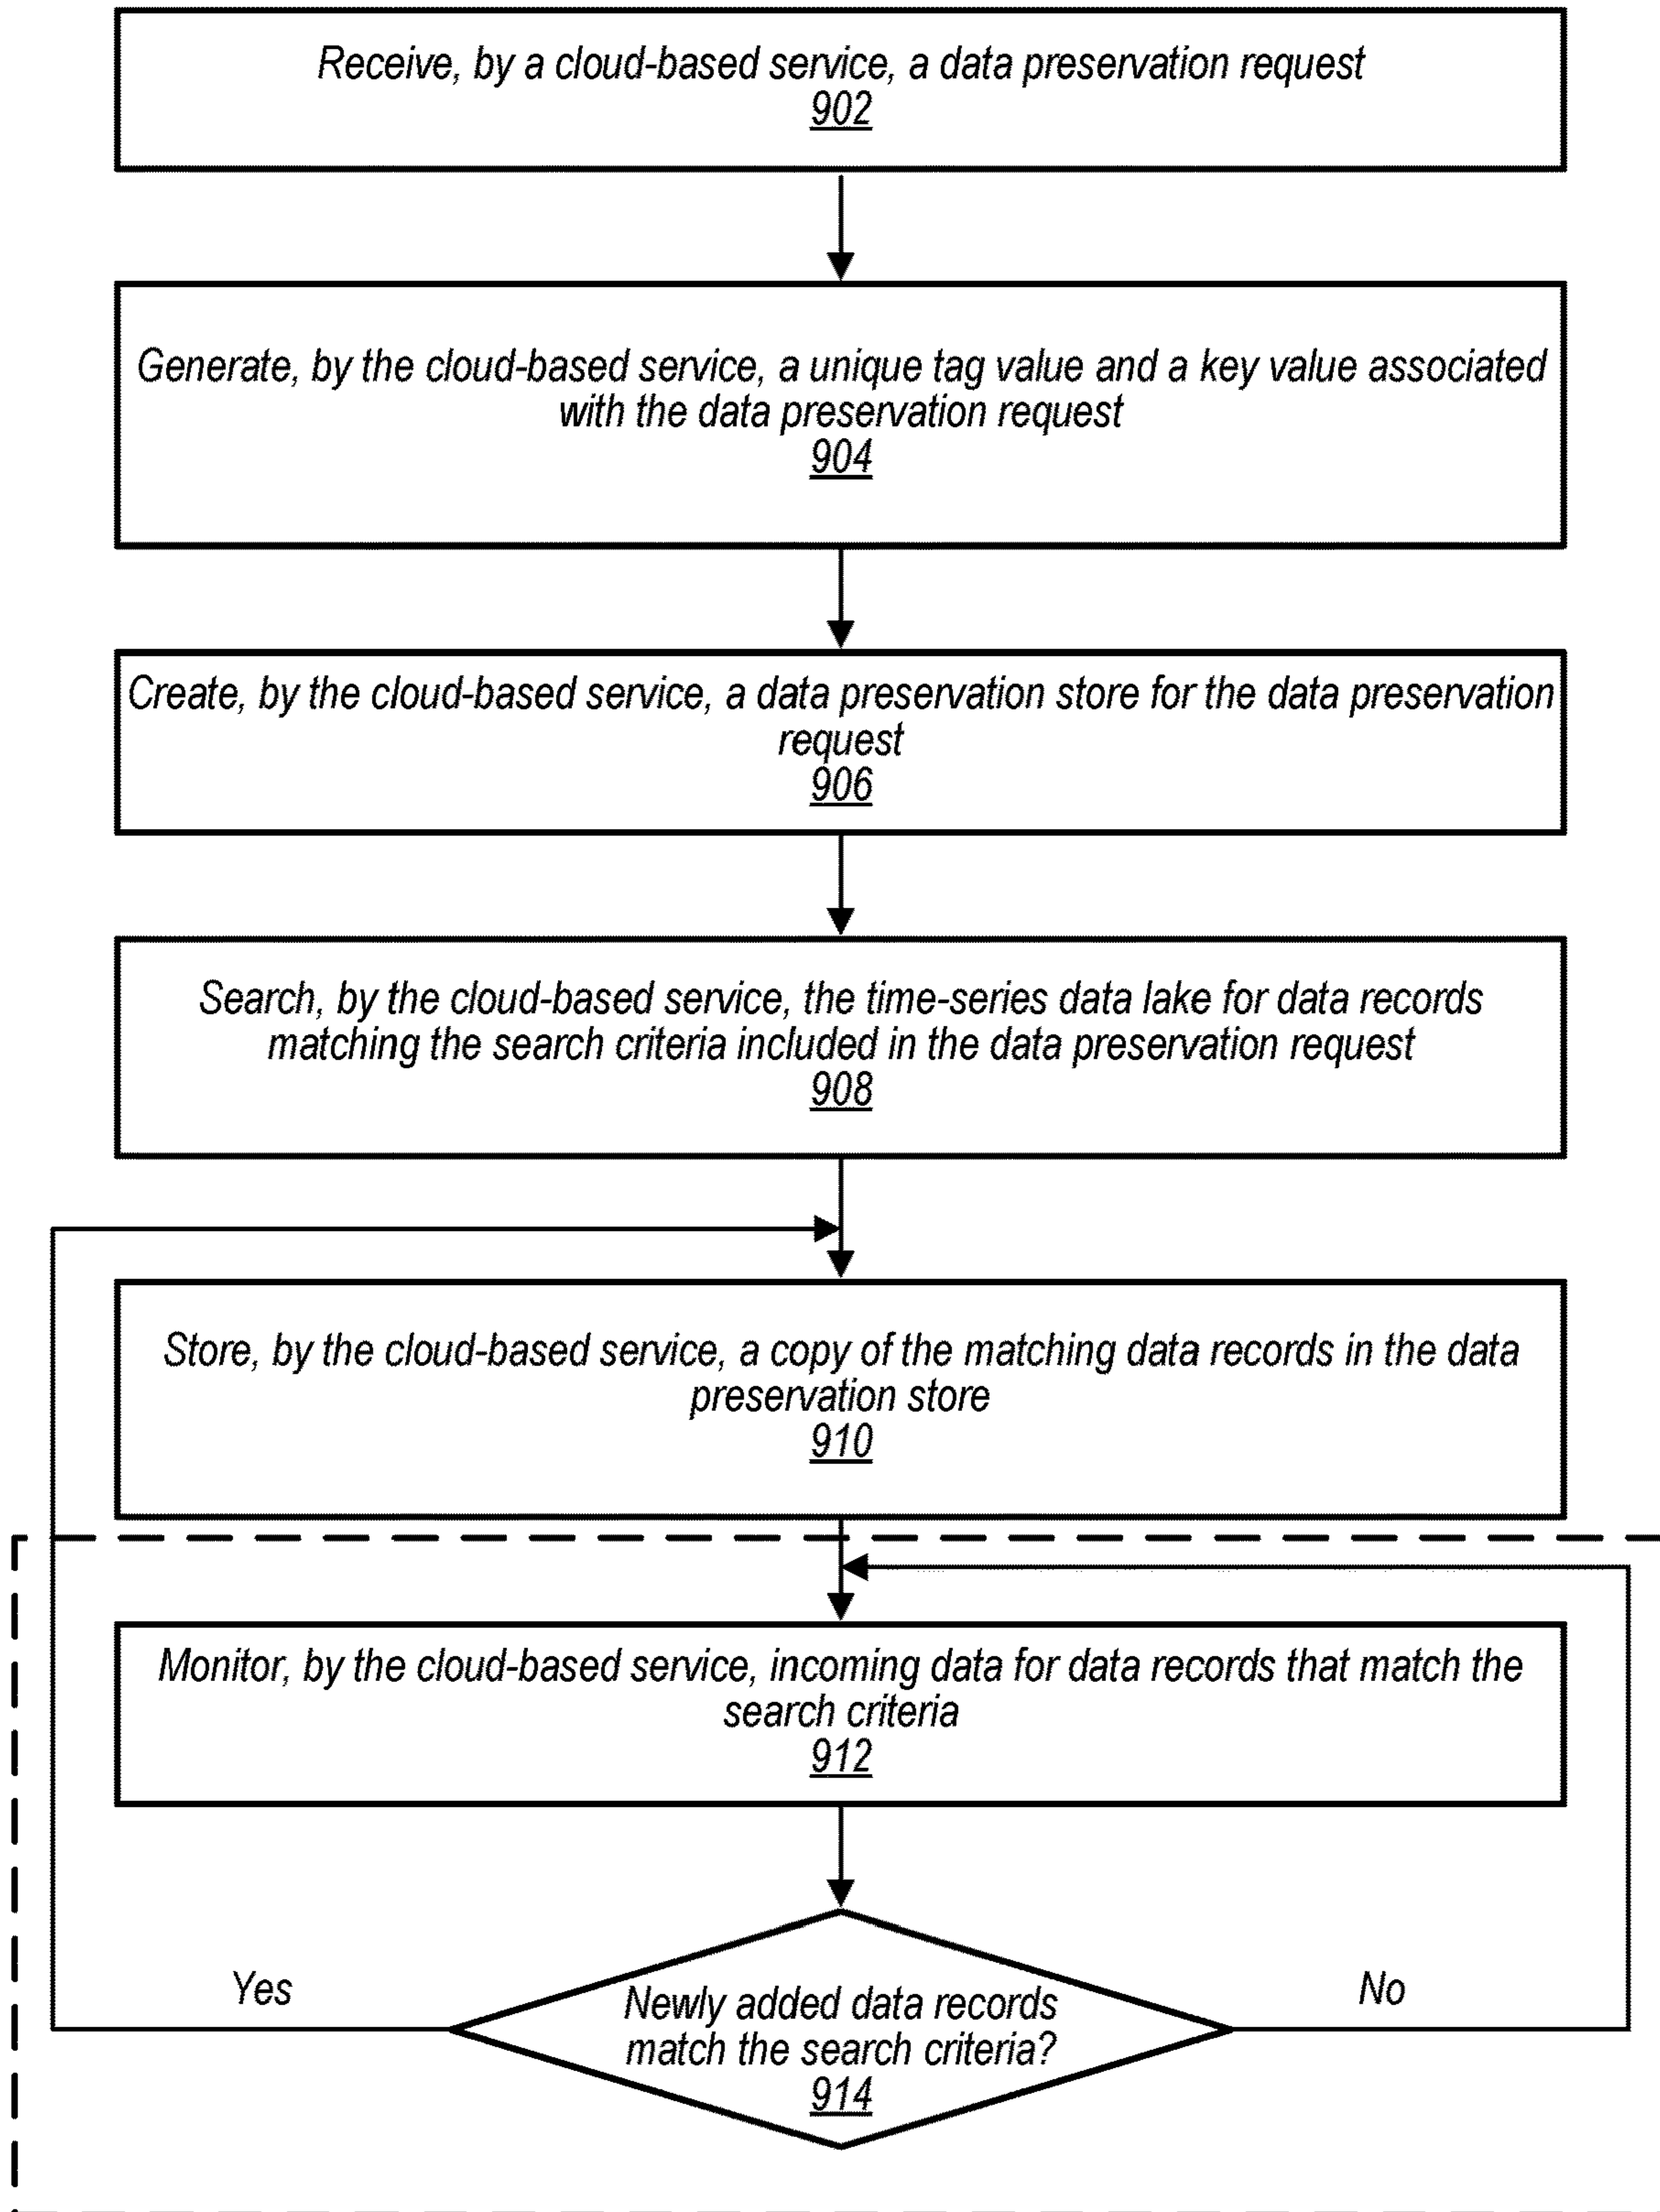 Receive, by a cloud-based service, a data preservation request
902
Generate, by the cloud-based service, a unique tag value and a key value associated
with the data preservation request
904
Create, by the cloud-based service, a data preservation store for the data preservation
request
906
Search, by the cloud-based service, the time-series data lake for data records
matching the search criteria included in the data preservation request
908
Store, by the cloud-based service, a copy of the matching data records in the data
preservation store
910
Monitor, by the cloud-based service, incoming data for data records that match the
search criteria
912
Yes
No
Newly added data records
match the search criteria?
914